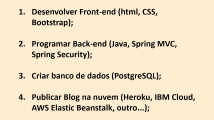 1. Desenvolver Front-end (html, CSS,
Bootstrap);
2. Programar Back-end (Java, Spring MVC,
Spring Security);
3. Criar banco de dados (PostgreSQL);
4. Publicar Blog na nuvem (Heroku, IBM Cloud,
AWS Elastic Beanstalk, outro...);